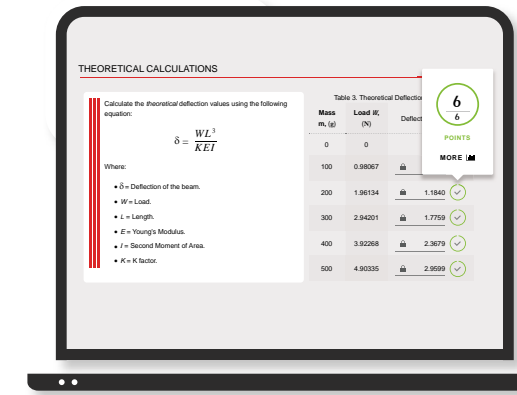 THEORETICAL CALCULATIONS
Calculate the theoretical deflection values using the following
equation:
δ = WL³ / KEI
Where:
• δ = Deflection of the beam.
• W = Load.
• L = Length.
• E = Young's Modulus.
• I = Second Moment of Area.
• K = K factor.
Table 3. Theoretical
Mass Load W,
m, (g) (N)
0 0
100 0.98067
200 1.96134 1.1840
300 2.94201 1.7759
400 3.92268 2.3679
500 4.90335 2.9599
6
6
POINTS
MORE